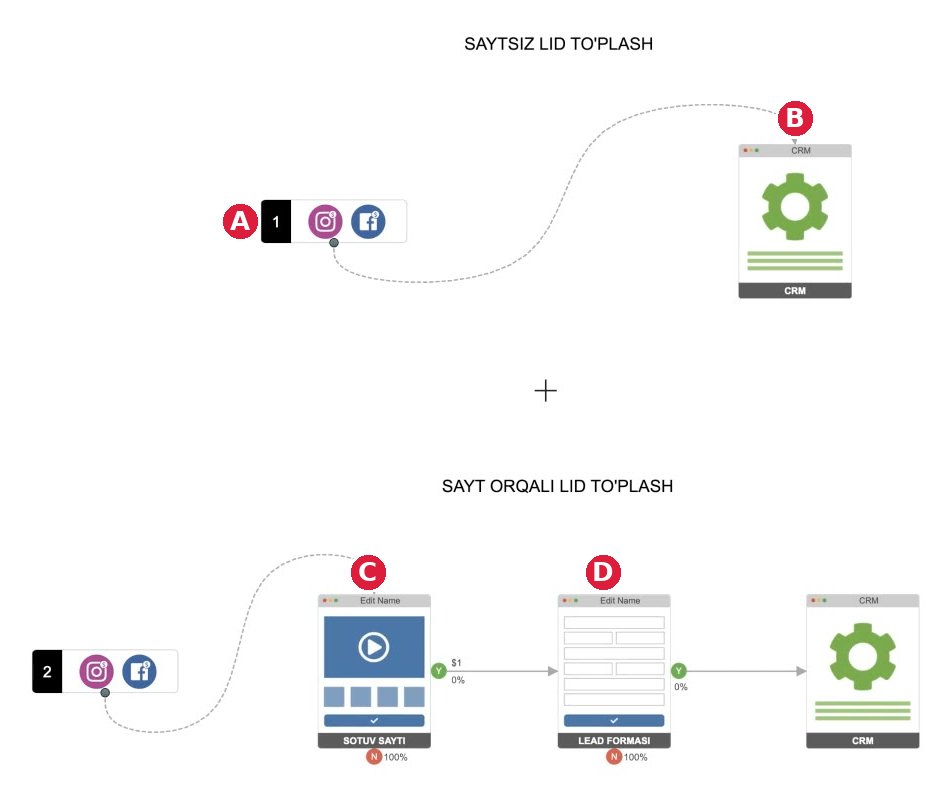 SAYTSIZ LID TO'PLASH
B
CRM
A
1
CRM
SAYT ORQALI LID TO'PLASH
C
D
Edit Name
Edit Name
CRM
2
Y
$1
0%
Y
0%
SOTUV SAYTI
LEAD FORMASI
CRM
N 100%
N 100%